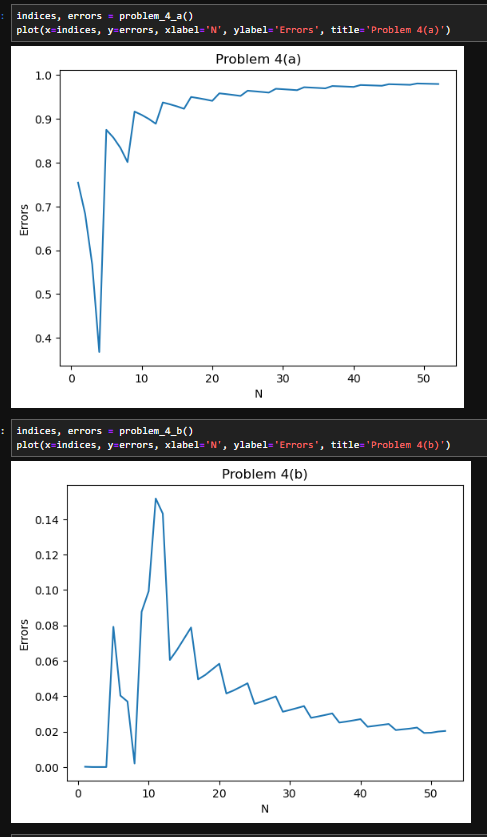 : indices, errors = problem_4_a()
plot(x=indices, y=errors, xlabel='N', ylabel='Errors', title='Problem 4(a)')
Problem 4(a)
1.0
0.9
0.8
0.7
0.6
0.5
0.4
Errors
0 10 20 30 40 50
N
: indices, errors = problem_4_b()
plot(x=indices, y=errors, xlabel='N', ylabel='Errors', title='Problem 4(b)')
Problem 4(b)
0.14
0.12
0.10
0.08
0.06
0.04
0.02
0.00
Errors
0 10 20 30 40 50
N